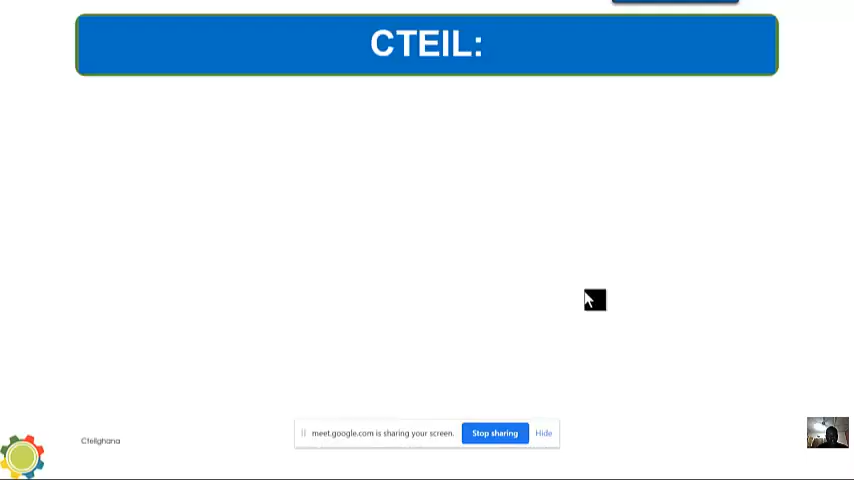 CTEIL:
Cteilghana
meet.google.com is sharing your screen.
Stop sharing
Hide